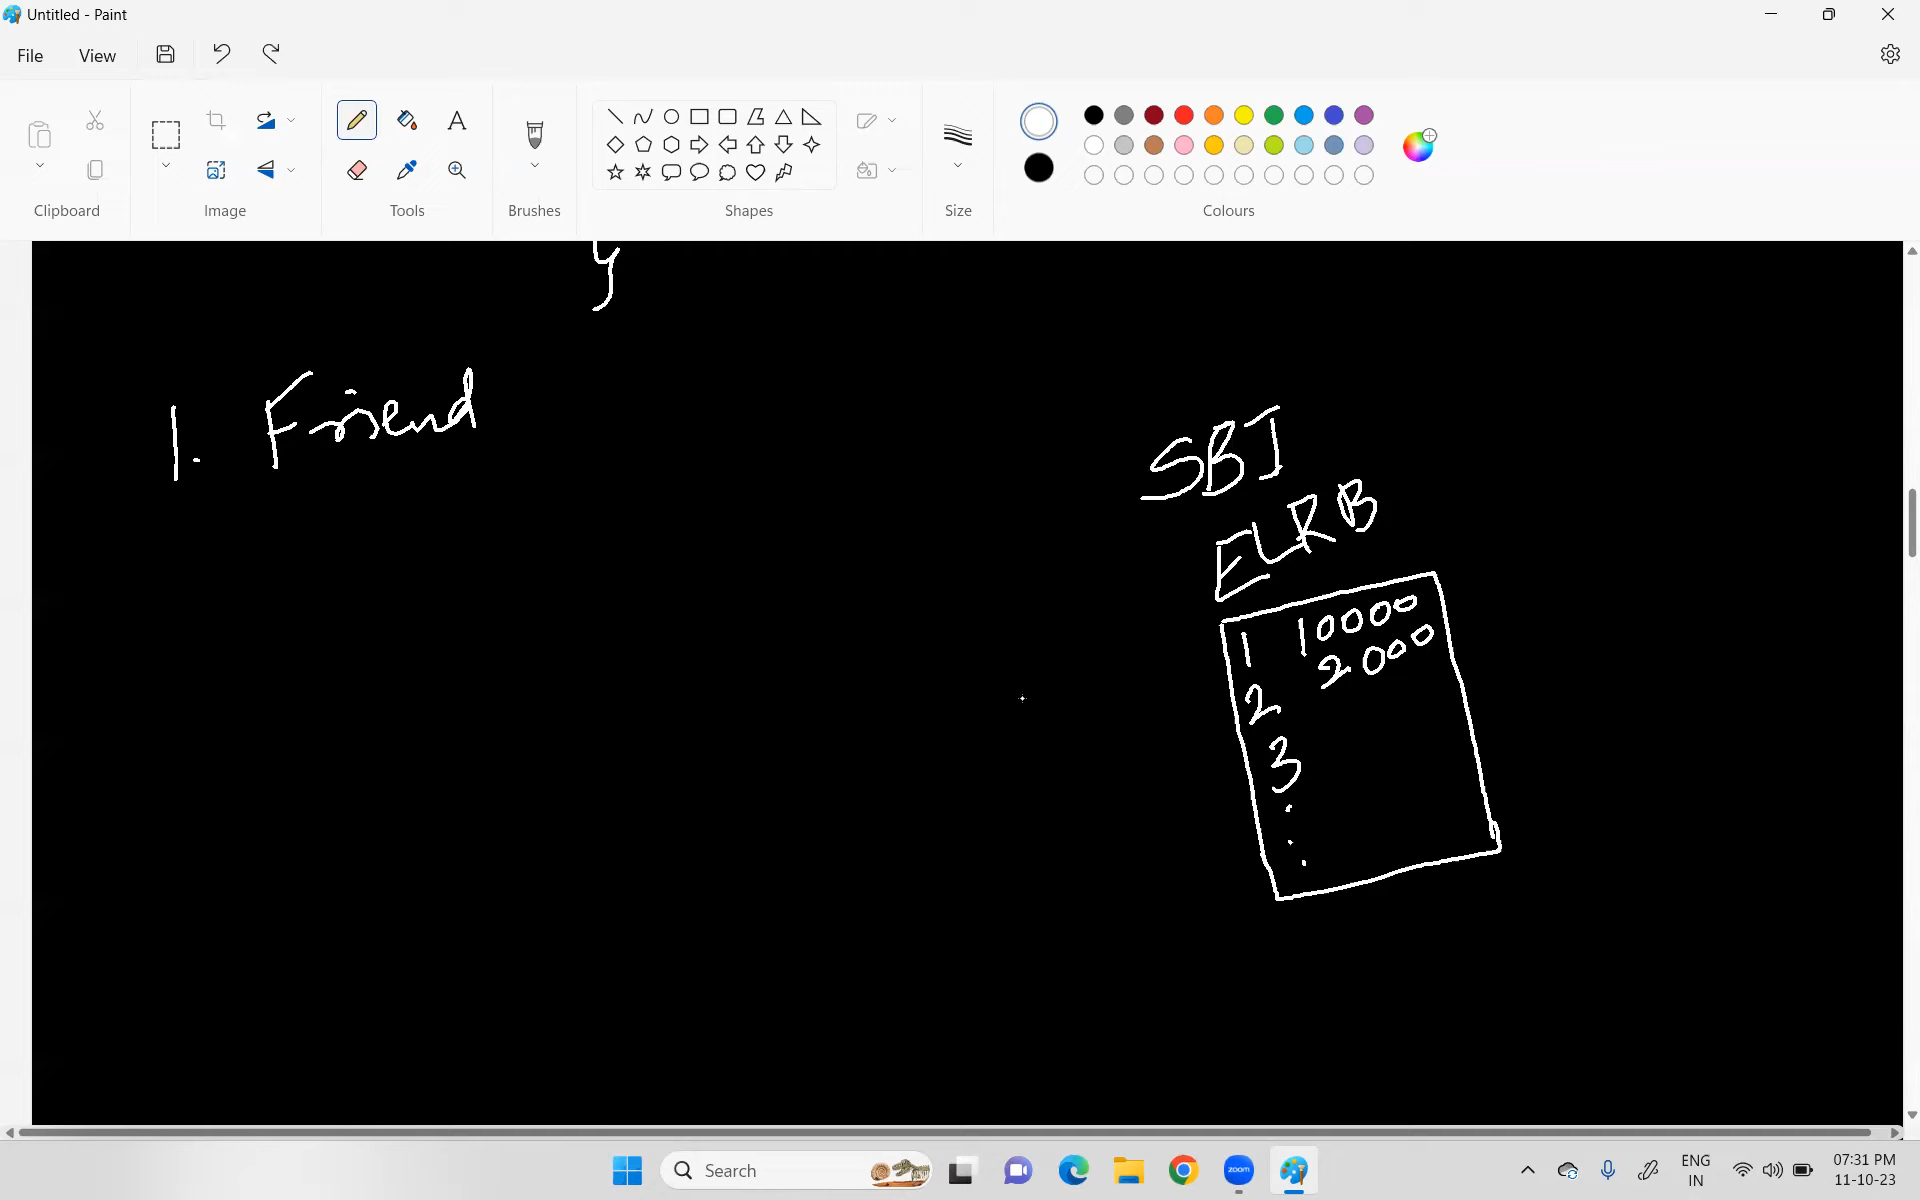 Untitled - Paint
File View
Clipboard Image Tools Brushes Shapes Size Colours
y
1. Friend
SBI
ELRB
1 10000
2000
2
3
Search
zoom
ENG
IN
07:31 PM
11-10-23